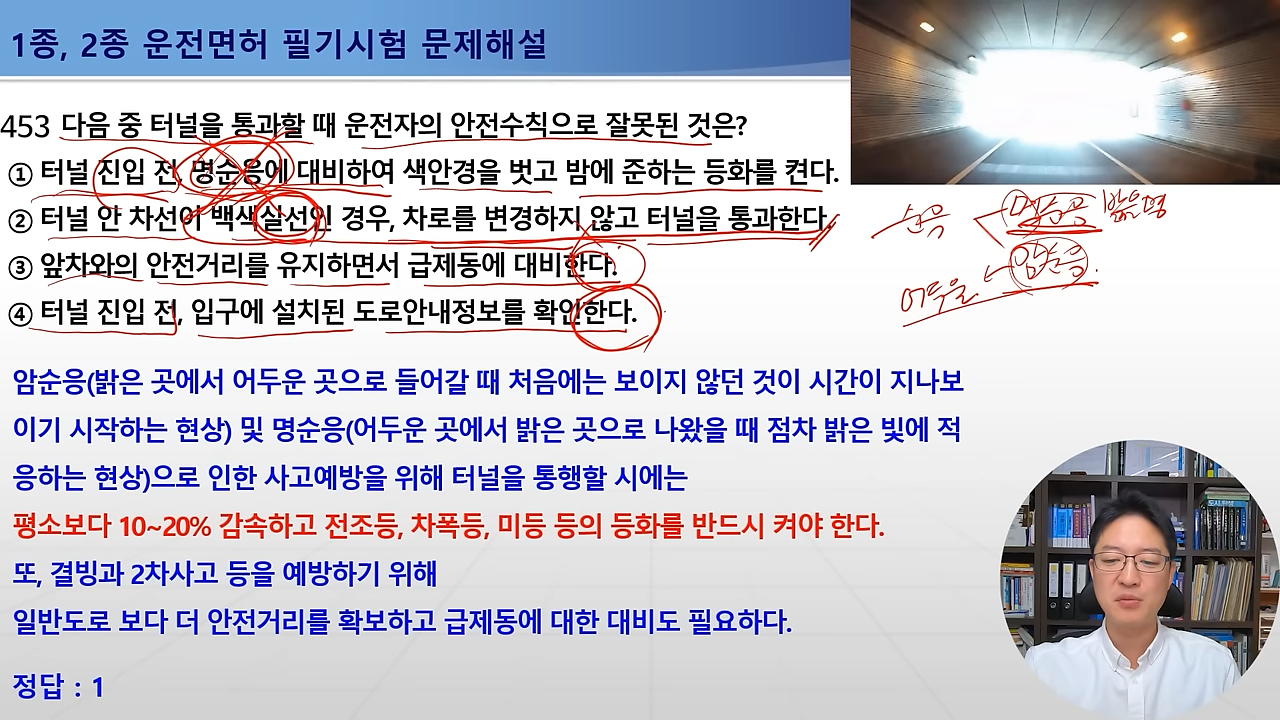 1종, 2종 운전면허 필기시험 문제해설
453 다음 중 터널을 통과할 때 운전자의 안전수칙으로 잘못된 것은?
① 터널 진입 전, 명순응에 대비하여 색안경을 벗고 밤에 준하는 등화를 켠다.
② 터널 안 차선이 백색실선인 경우, 차로를 변경하지 않고 터널을 통과한다.
③ 앞차와의 안전거리를 유지하면서 급제동에 대비한다.
④ 터널 진입 전, 입구에 설치된 도로안내정보를 확인한다.
순응
명순응
암순응
어두울
암순응(밝은 곳에서 어두운 곳으로 들어갈 때 처음에는 보이지 않던 것이 시간이 지나보
이기 시작하는 현상) 및 명순응(어두운 곳에서 밝은 곳으로 나왔을 때 점차 밝은 빛에 적
응하는 현상)으로 인한 사고예방을 위해 터널을 통행할 시에는
평소보다 10~20% 감속하고 전조등, 차폭등, 미등 등의 등화를 반드시 켜야 한다.
또, 결빙과 2차사고 등을 예방하기 위해
일반도로 보다 더 안전거리를 확보하고 급제동에 대한 대비도 필요하다.
정답 : 1